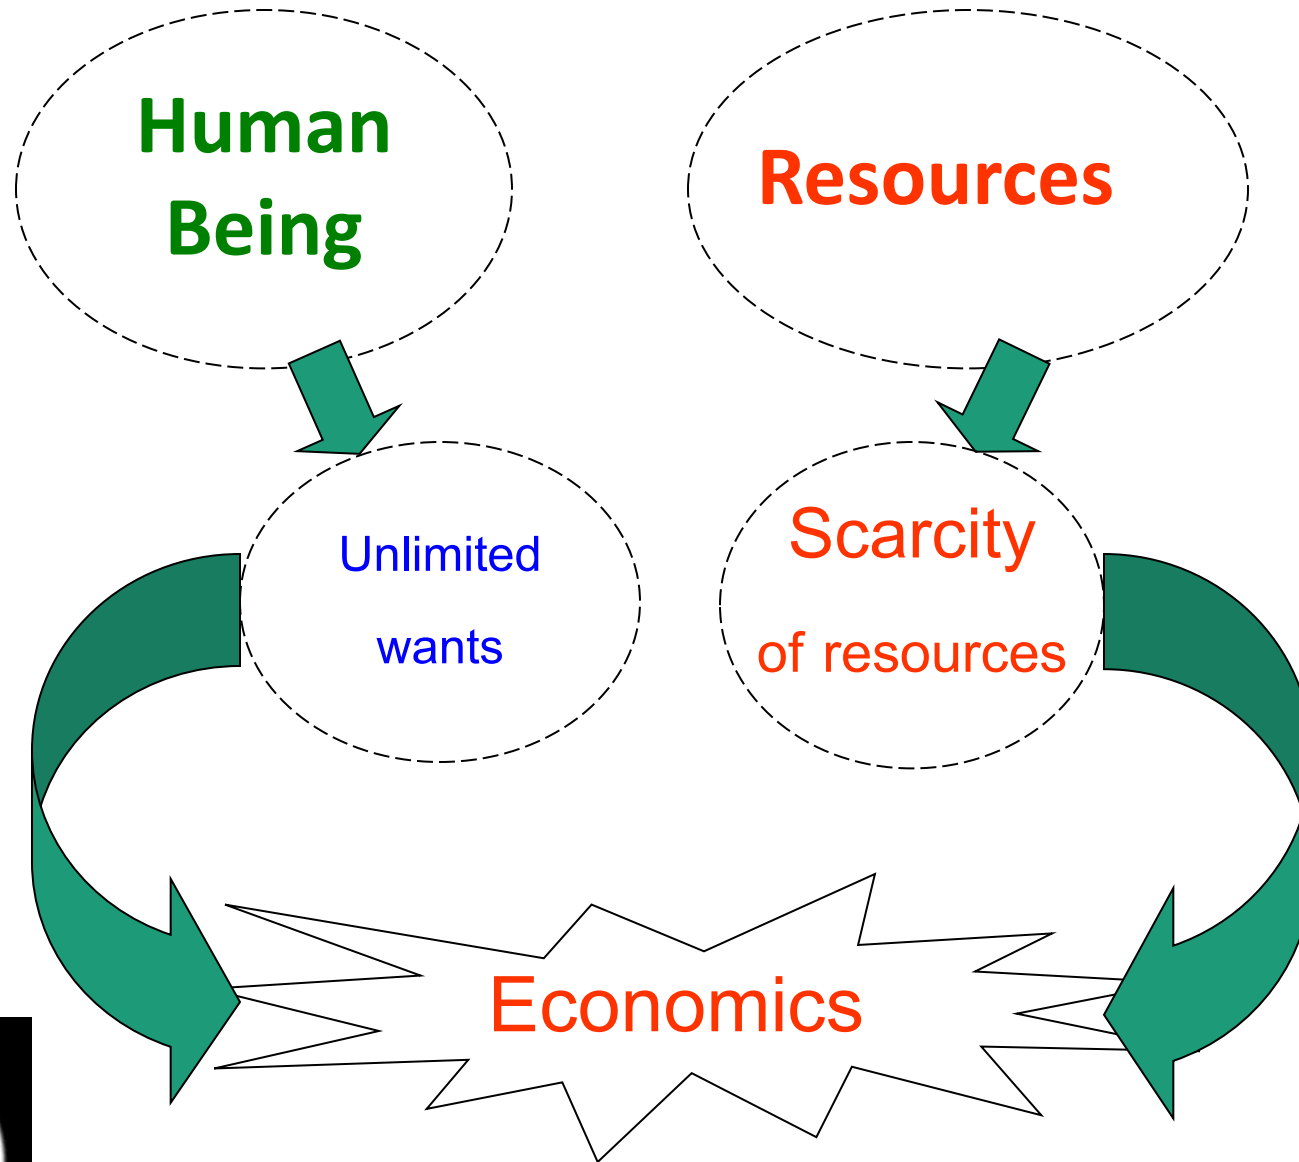 Human
Being
Resources
Unlimited
wants
Scarcity
of resources
Economics